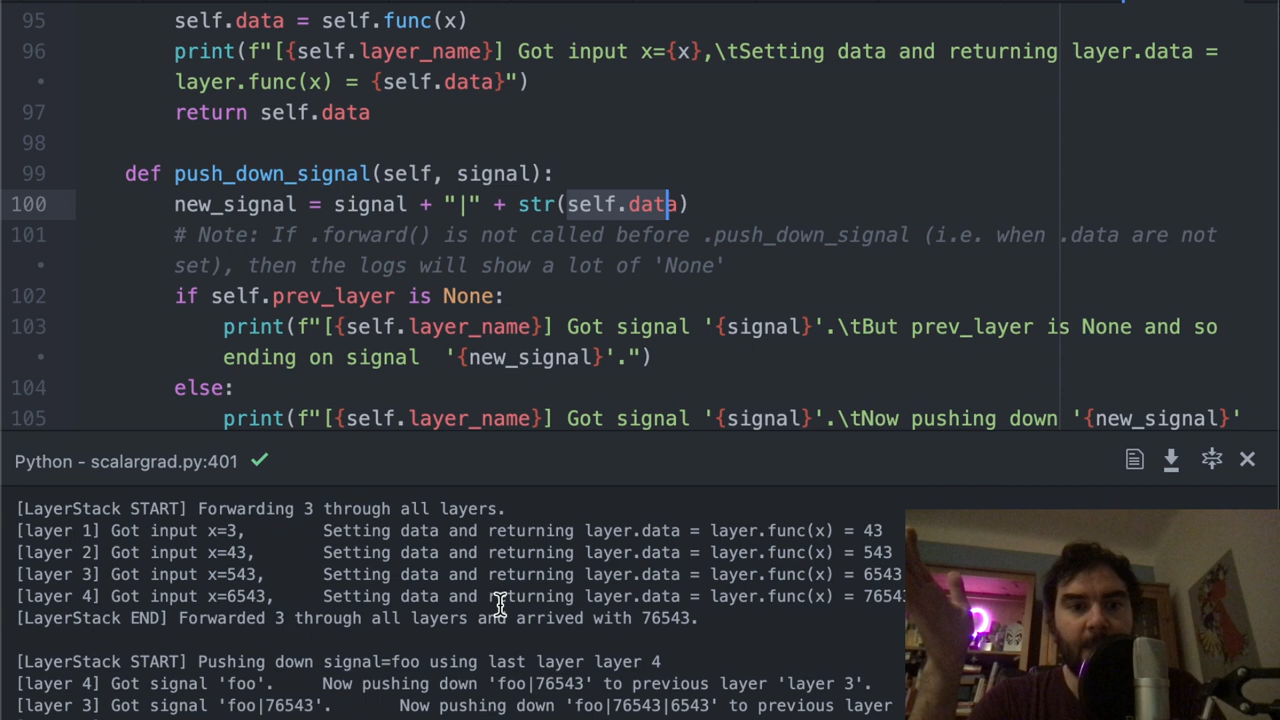 95 self.data = self.func(x)
96 print(f"[{self.layer_name}] Got input x={x},\tSetting data and returning layer.data =
• layer.func(x) = {self.data}")
97 return self.data
98
99 def push_down_signal(self, signal):
100 new_signal = signal + "|" + str(self.data)
101 # Note: If .forward() is not called before .push_down_signal (i.e. when .data are not
• set), then the logs will show a lot of 'None'
102 if self.prev_layer is None:
103 print(f"[{self.layer_name}] Got signal '{signal}'.\tBut prev_layer is None and so
• ending on signal '{new_signal}'.")
104 else:
105 print(f"[{self.layer_name}] Got signal '{signal}'.\tNow pushing down '{new_signal}'
Python - scalargrad.py:401
[LayerStack START] Forwarding 3 through all layers.
[layer 1] Got input x=3, Setting data and returning layer.data = layer.func(x) = 43
[layer 2] Got input x=43, Setting data and returning layer.data = layer.func(x) = 543
[layer 3] Got input x=543, Setting data and returning layer.data = layer.func(x) = 6543
[layer 4] Got input x=6543, Setting data and returning layer.data = layer.func(x) = 7654
[LayerStack END] Forwarded 3 through all layers and arrived with 76543.
[LayerStack START] Pushing down signal=foo using last layer layer 4
[layer 4] Got signal 'foo'. Now pushing down 'foo|76543' to previous layer 'layer 3'.
[layer 3] Got signal 'foo|76543'. Now pushing down 'foo|76543|6543' to previous layer